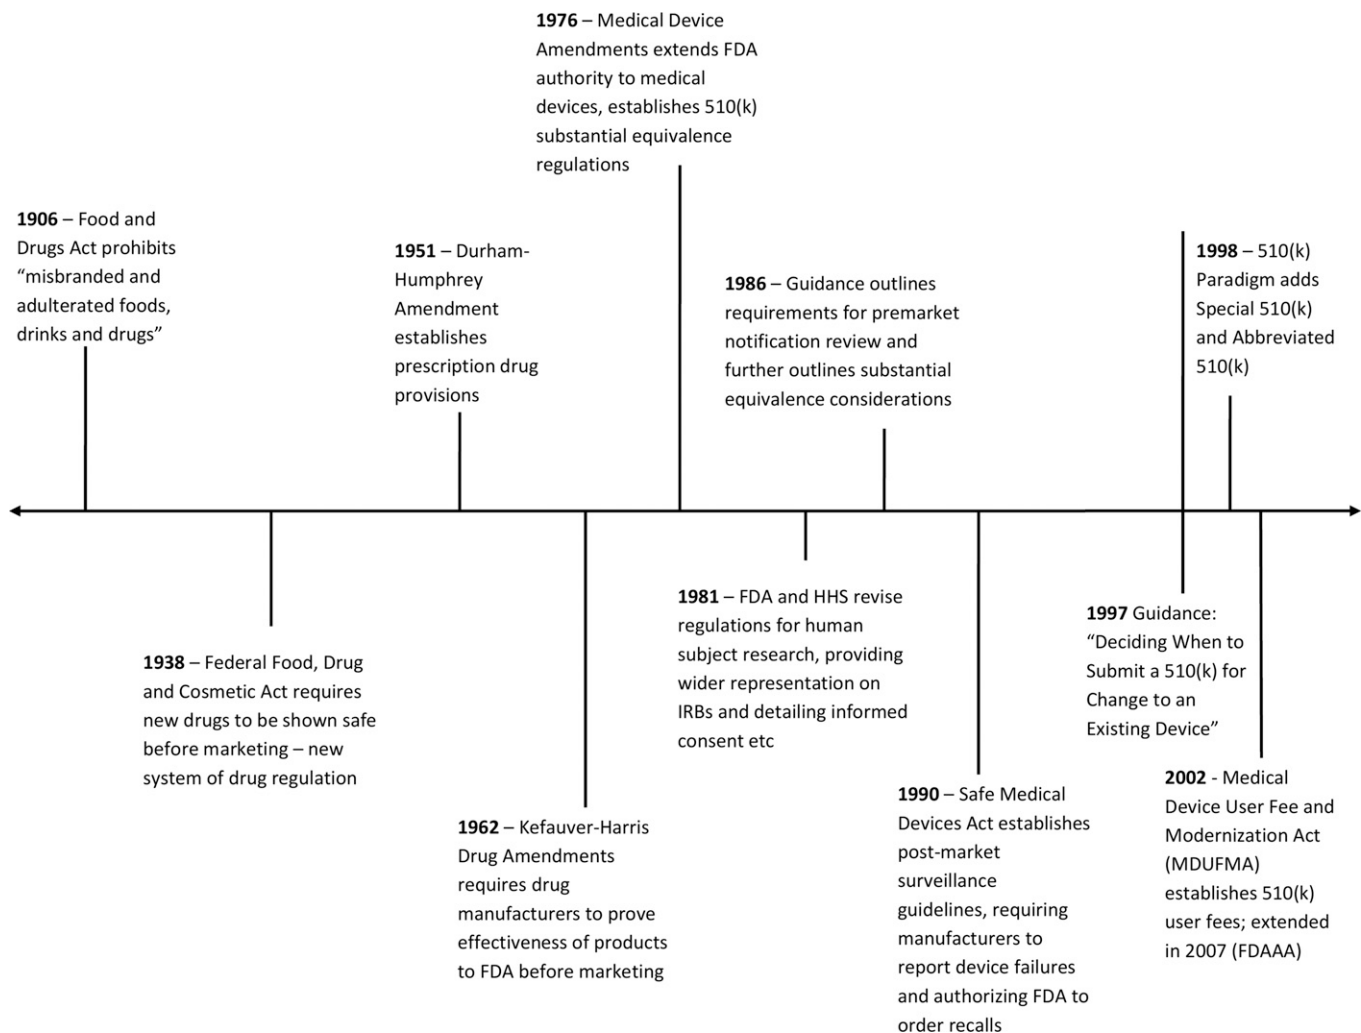 1976 – Medical Device
Amendments extends FDA
authority to medical
devices, establishes 510(k)
substantial equivalence
regulations
1906 – Food and
Drugs Act prohibits
“misbranded and
adulterated foods,
drinks and drugs”
1951 – Durham-
Humphrey
Amendment
establishes
prescription drug
provisions
1986 – Guidance outlines
requirements for premarket
notification review and
further outlines substantial
equivalence considerations
1998 – 510(k)
Paradigm adds
Special 510(k)
and Abbreviated
510(k)
1938 – Federal Food, Drug
and Cosmetic Act requires
new drugs to be shown safe
before marketing – new
system of drug regulation
1962 – Kefauver-Harris
Drug Amendments
requires drug
manufacturers to prove
effectiveness of products
to FDA before marketing
1981 – FDA and HHS revise
regulations for human
subject research, providing
wider representation on
IRBs and detailing informed
consent etc
1990 – Safe Medical
Devices Act establishes
post-market
surveillance
guidelines, requiring
manufacturers to
report device failures
and authorizing FDA to
order recalls
1997 Guidance:
“Deciding When to
Submit a 510(k) for
Change to an
Existing Device”
2002 - Medical
Device User Fee and
Modernization Act
(MDUFMA)
establishes 510(k)
user fees; extended
in 2007 (FDAAA)